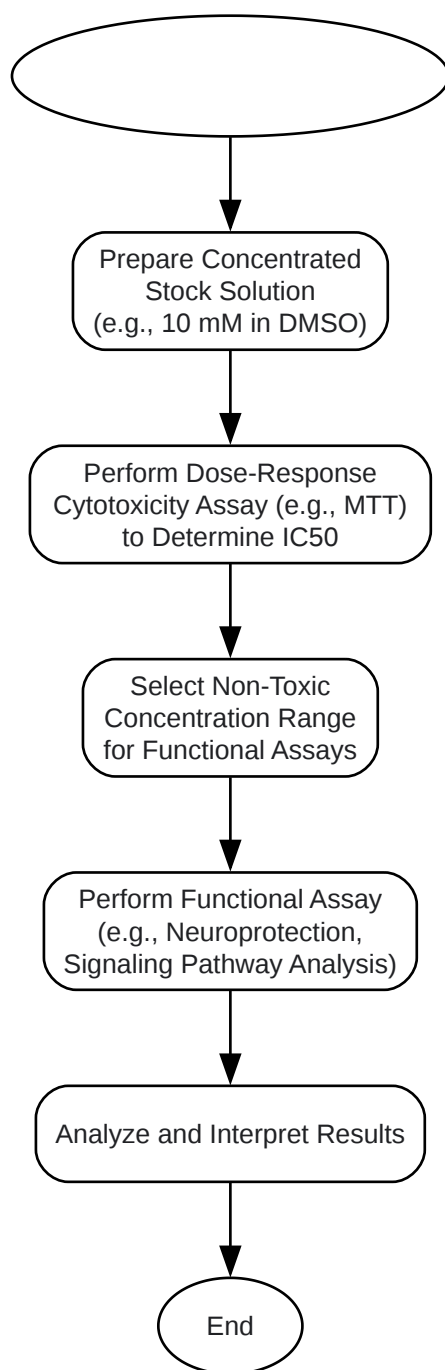 Prepare Concentrated
Stock Solution
(e.g., 10 mM in DMSO)
Perform Dose-Response
Cytotoxicity Assay (e.g., MTT)
to Determine IC50
Select Non-Toxic
Concentration Range
for Functional Assays
Perform Functional Assay
(e.g., Neuroprotection,
Signaling Pathway Analysis)
Analyze and Interpret Results
End